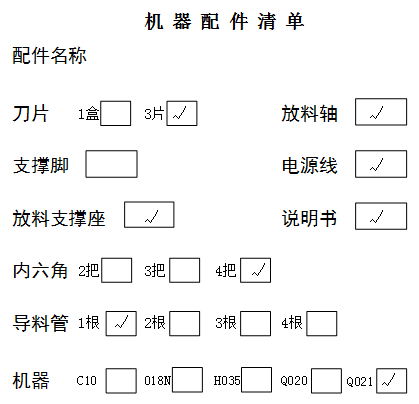 机器配件清单
配件名称
刀片 1盒 3片 ✓ 放料轴 ✓
支撑脚 电源线 ✓
放料支撑座 ✓ 说明书 ✓
内六角 2把 3把 4把 ✓
导料管 1根 ✓ 2根 3根 4根
机器 C10 018N H035 Q020 Q021 ✓